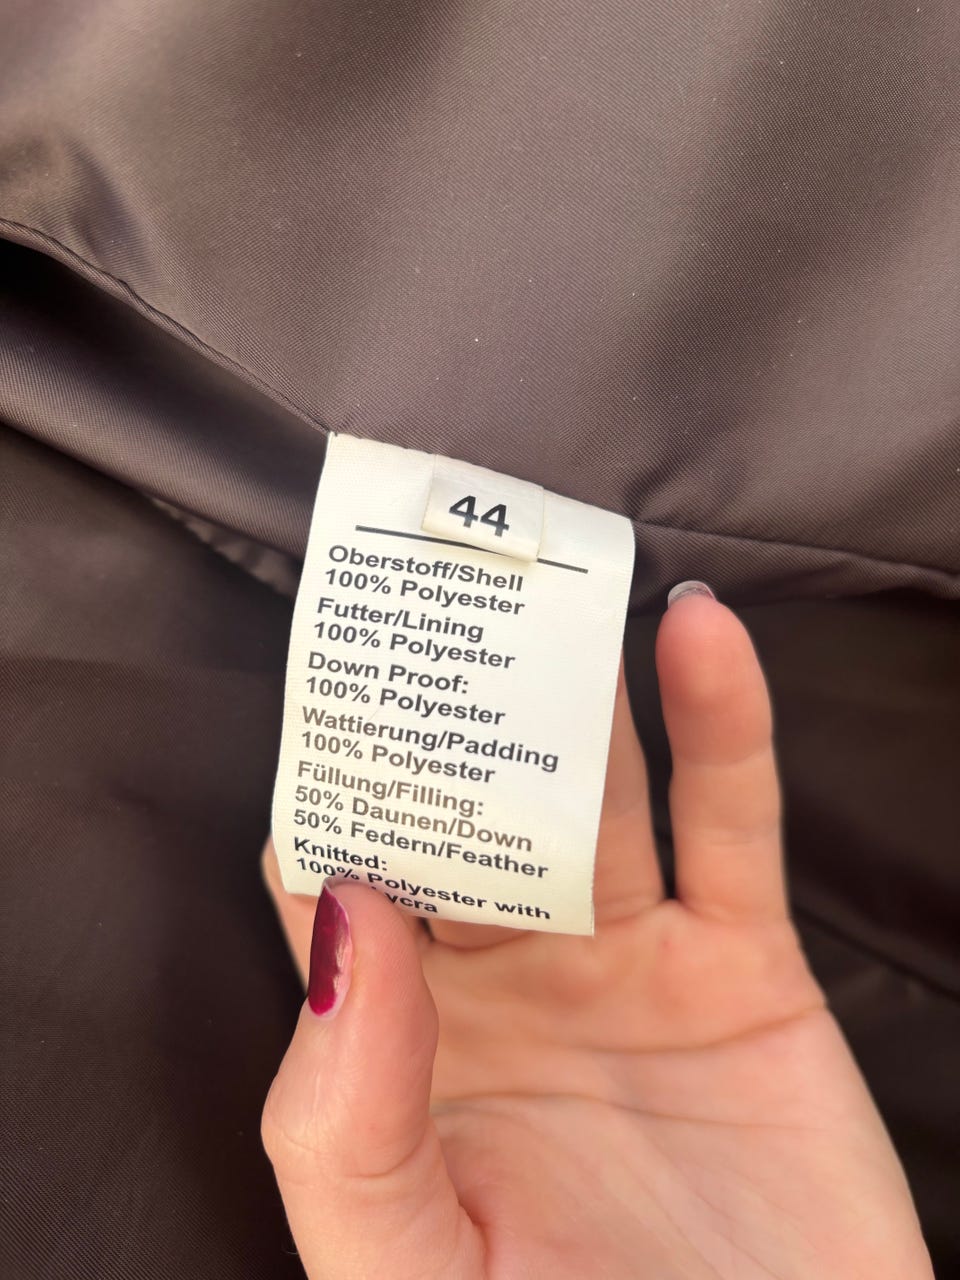 44
Oberstoff/Shell
100% Polyester
Futter/Lining
100% Polyester
Down Proof:
100% Polyester
Wattierung/Padding
100% Polyester
Füllung/Filling:
50% Daunen/Down
50% Federn/Feather
Knitted:
100% Polyester with